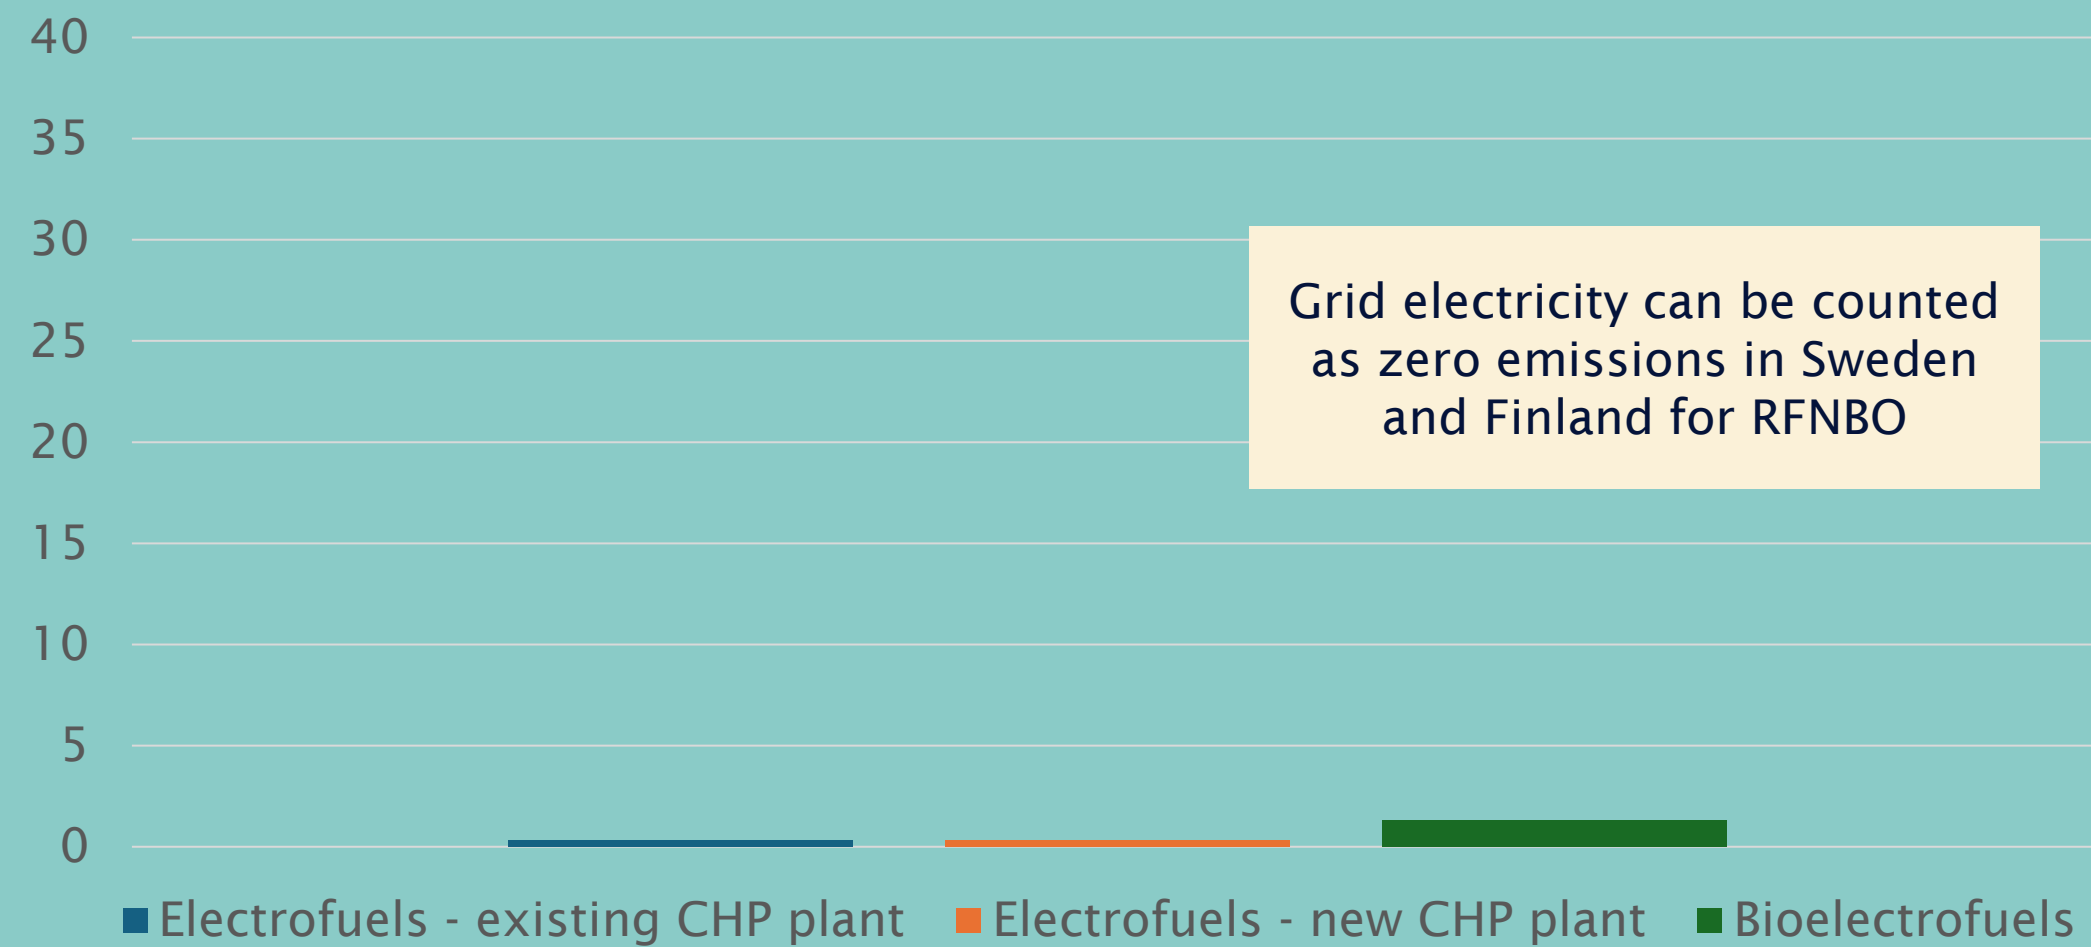 40
35
30
25
20
15
10
5
0
Grid electricity can be counted
as zero emissions in Sweden
and Finland for RFNBO
Electrofuels - existing CHP plant
Electrofuels - new CHP plant
Bioelectrofuels